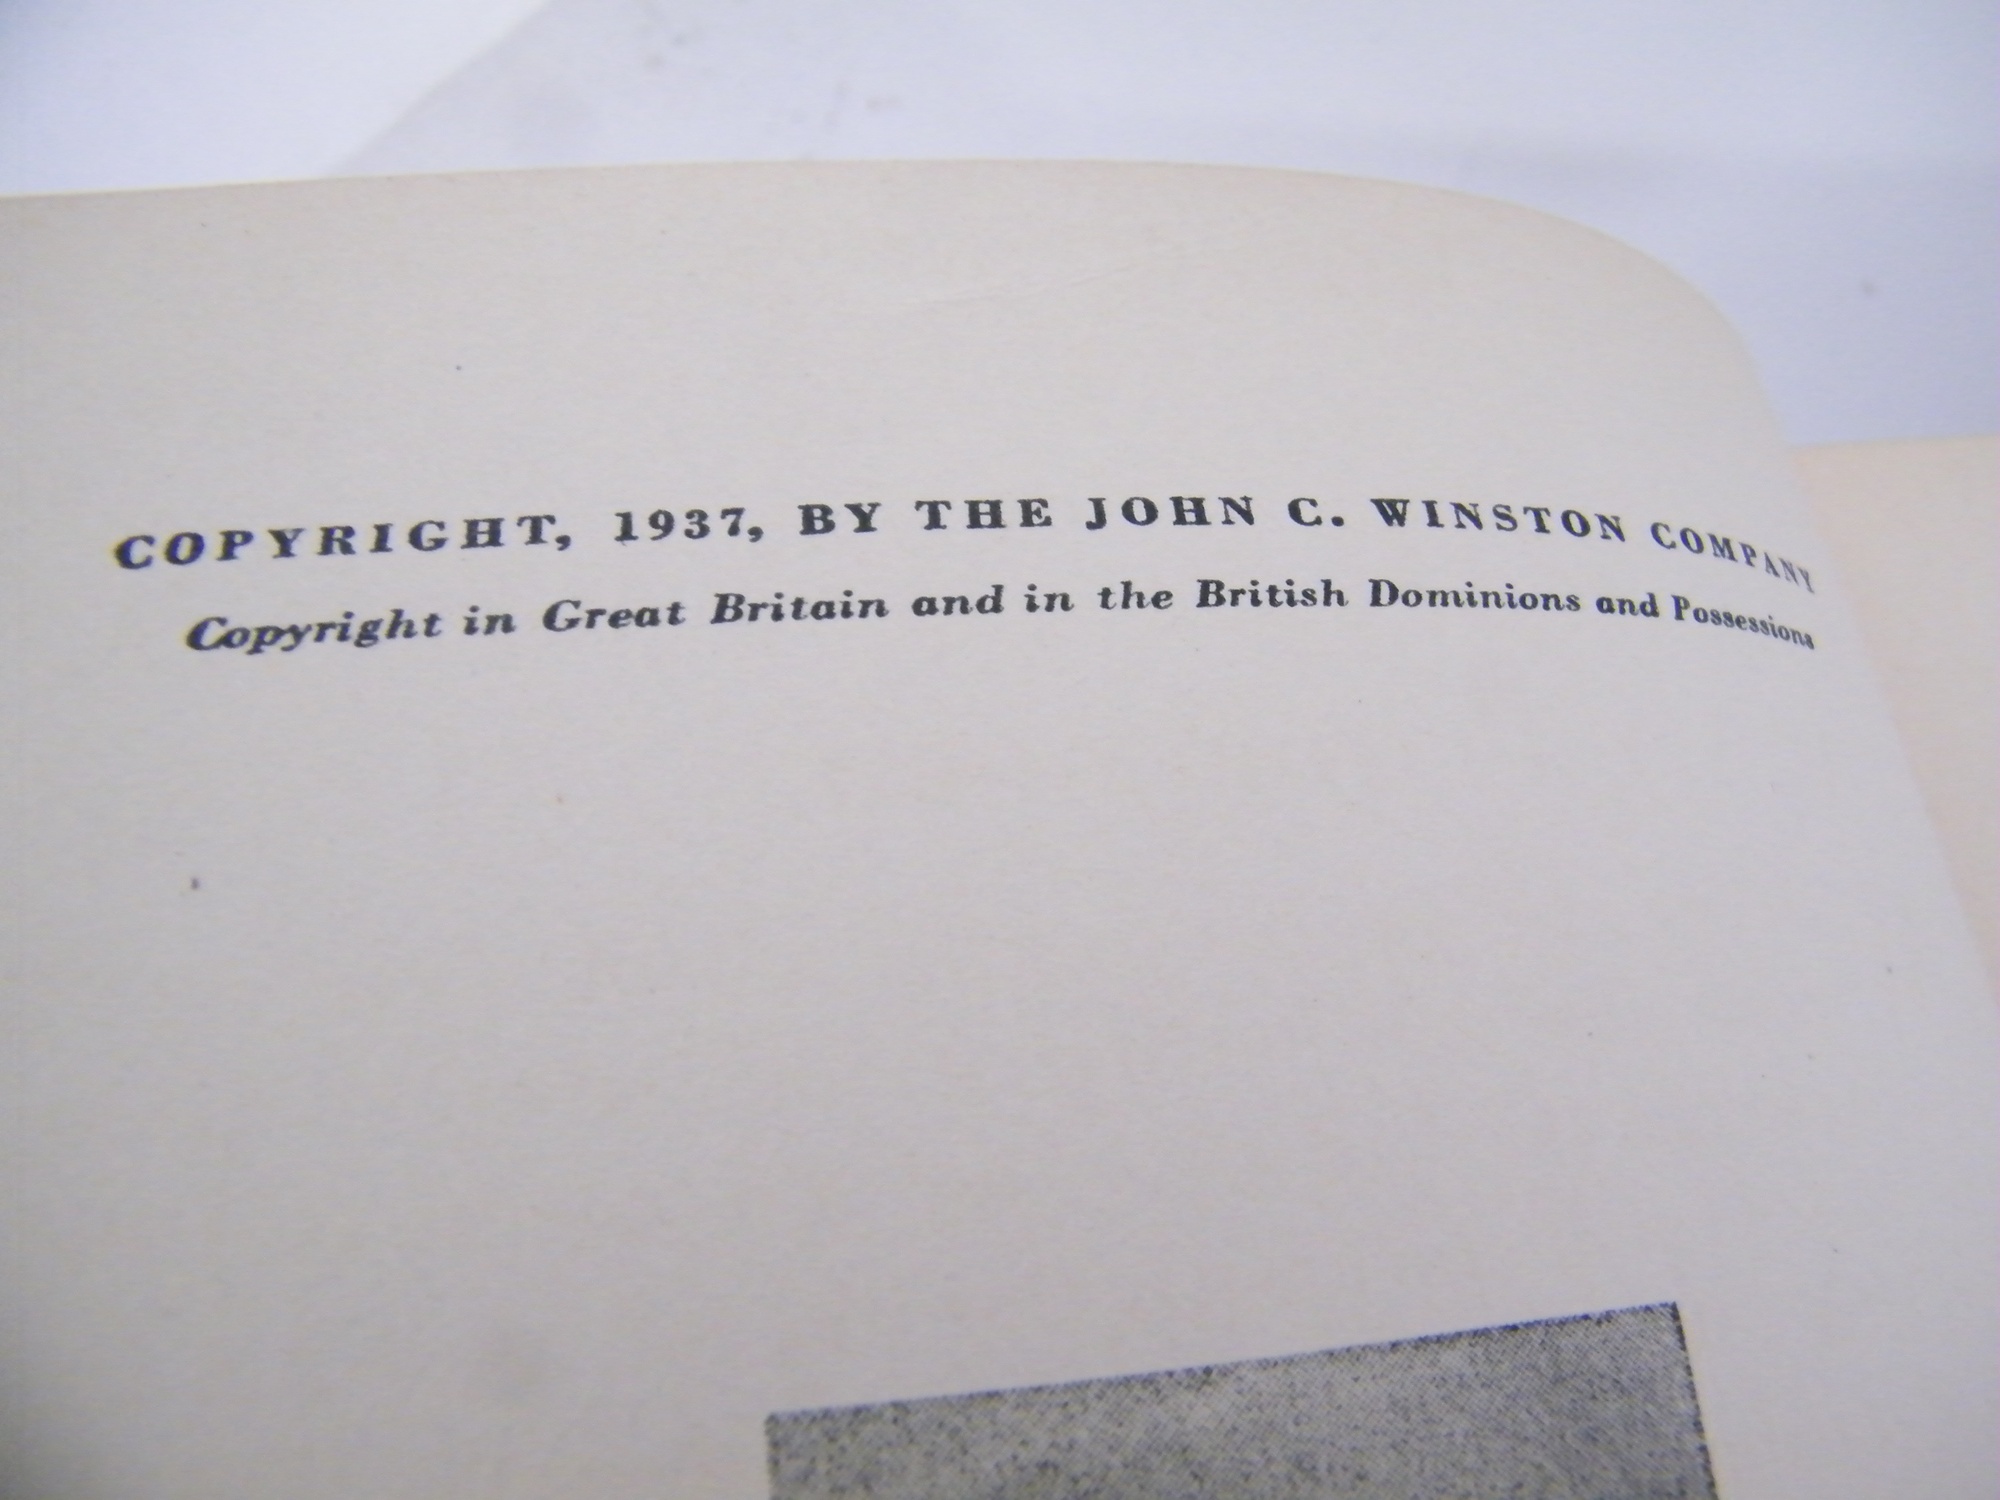 COPYRIGHT, 1937, BY THE JOHN C. WINSTON COMPANY
Copyright in Great Britain and in the British Dominions and Possessions